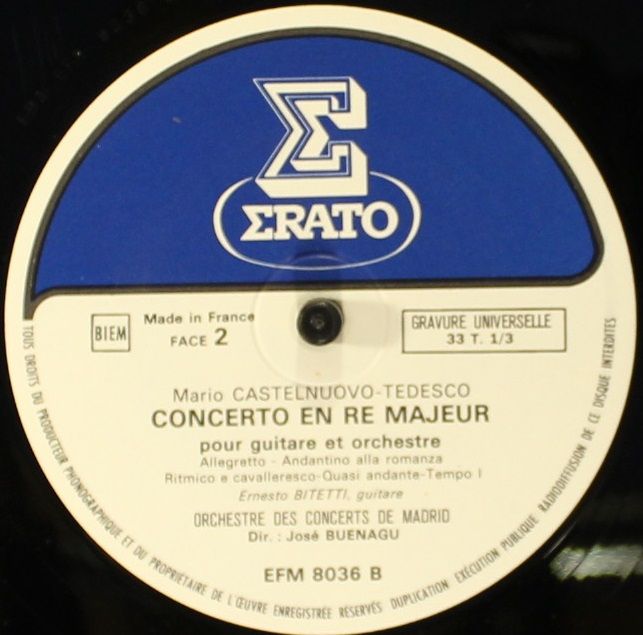 ΣRATO
BIEM
Made in France
FACE 2
GRAVURE UNIVERSELLE
33 T. 1/3
Mario CASTELNUOVO-TEDESCO
CONCERTO EN RE MAJEUR
pour guitare et orchestre
Allegretto - Andantino alla romanza
Ritmico e cavalleresco-Quasi andante-Tempo I
Ernesto BITETTI, guitare
ORCHESTRE DES CONCERTS DE MADRID
Dir. : José BUENAGU
EFM 8036 B
TOUS DROITS DU PRODUCTEUR PHONOGRAPHIQUE ET DU PROPRIÉTAIRE DE L'ŒUVRE ENREGISTRÉE RÉSERVÉS DUPLICATION EXÉCUTION PUBLIQUE RADIODIFFUSION DE CE DISQUE INTERDITES